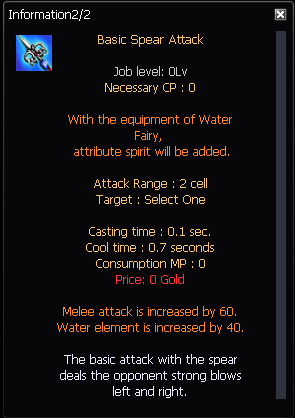 Information2/2
Basic Spear Attack
Job level: 0Lv
Necessary CP : 0
With the equipment of Water
Fairy,
attribute spirit will be added.
Attack Range : 2 cell
Target : Select One
Casting time : 0.1 sec.
Cool time : 0.7 seconds
Consumption MP : 0
Price: 0 Gold
Melee attack is increased by 60.
Water element is increased by 40.
The basic attack with the spear
deals the opponent strong blows
left and right.